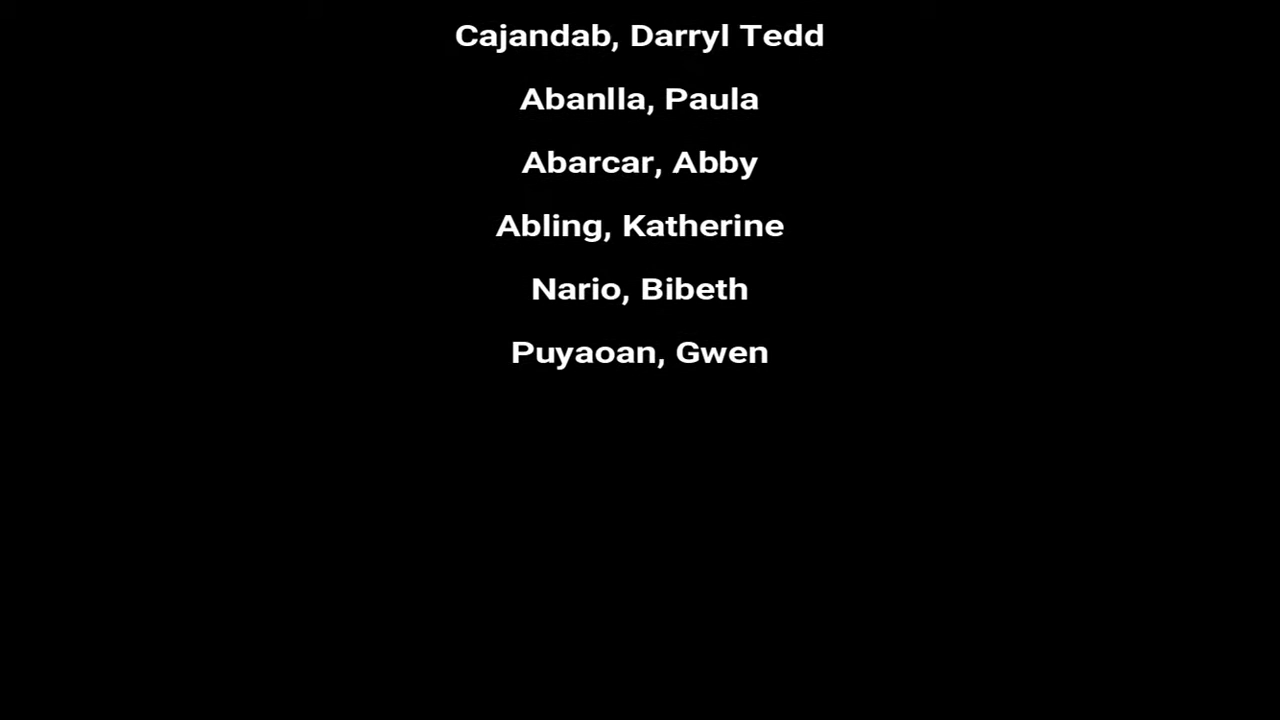 Cajandab, Darryl Tedd
Abanlla, Paula
Abarcar, Abby
Abling, Katherine
Nario, Bibeth
Puyaoan, Gwen